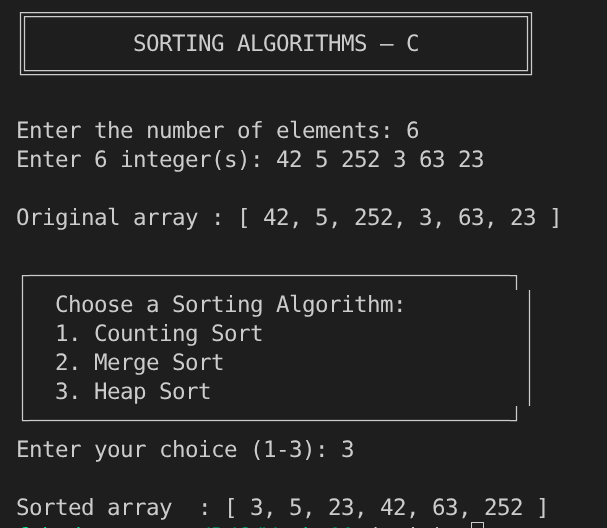 SORTING ALGORITHMS — C
Enter the number of elements: 6
Enter 6 integer(s): 42 5 252 3 63 23
Original array : [ 42, 5, 252, 3, 63, 23 ]
Choose a Sorting Algorithm:
1. Counting Sort
2. Merge Sort
3. Heap Sort
Enter your choice (1-3): 3
Sorted array  : [ 3, 5, 23, 42, 63, 252 ]